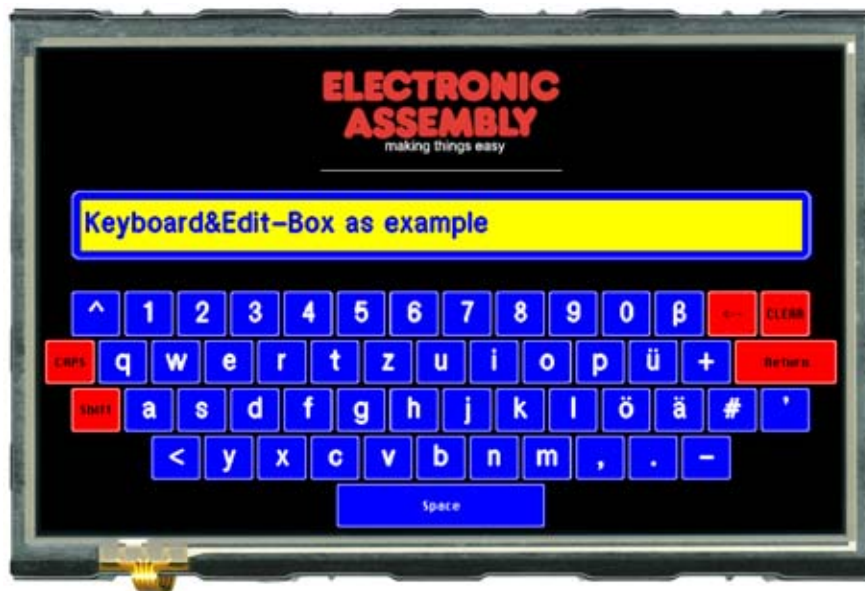 ELECTRONIC
ASSEMBLY
making things easy
Keyboard&Edit-Box as example
^ 1 2 3 4 5 6 7 8 9 0 β <- CLEAR
CAPS q w e r t z u i o p ü + Return
Shift a s d f g h j k l ö ä # '
< y x c v b n m , . -
Space